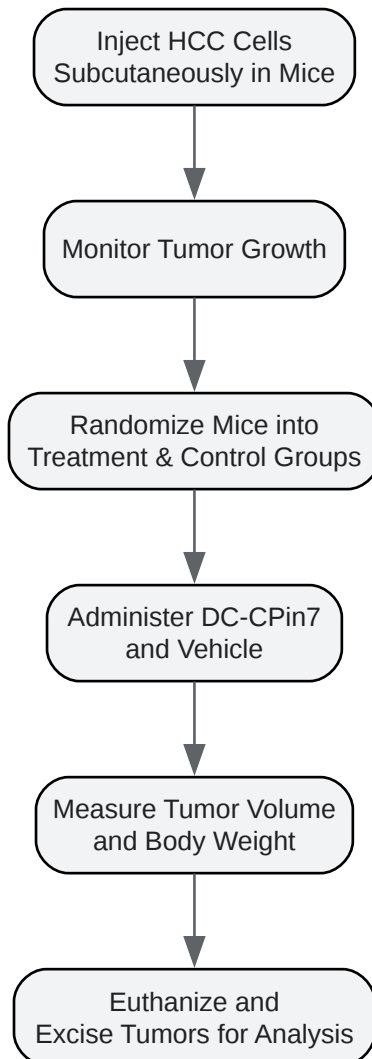 Inject HCC Cells
Subcutaneously in Mice
Monitor Tumor Growth
Randomize Mice into
Treatment & Control Groups
Administer DC-CPin7
and Vehicle
Measure Tumor Volume
and Body Weight
Euthanize and
Excise Tumors for Analysis